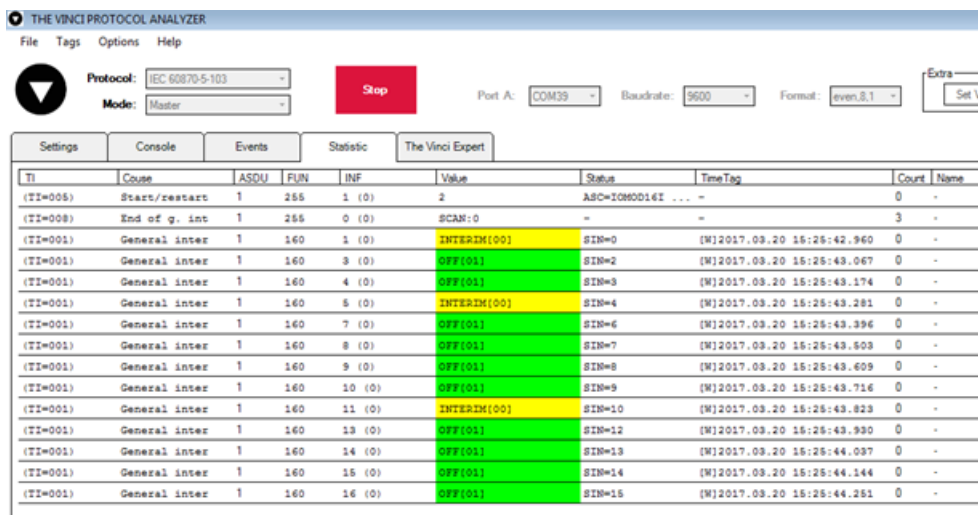 THE VINCI PROTOCOL ANALYZER
File Tags Options Help
Protocol: IEC 60870-5-103
Mode: Master
Stop
Port A: COM39 Baudrate: 9600 Format: even,8,1
Extra
Set
Settings Console Events Statistic The Vinci Expert
TI Couse ASDU FUN INF Value Status TimeTag Count Name
(TI=005) Start/restart 1 255 1 (0) 2 ASC=IOMOD16I ... - 0 -
(TI=008) End of g. int 1 255 0 (0) SCAN:0 - - 3 -
(TI=001) General inter 1 160 1 (0) INTERIM[00] SIN=0 [W]2017.03.20 15:25:42.960 0 -
(TI=001) General inter 1 160 3 (0) OFF[01] SIN=2 [W]2017.03.20 15:25:43.067 0 -
(TI=001) General inter 1 160 4 (0) OFF[01] SIN=3 [W]2017.03.20 15:25:43.174 0 -
(TI=001) General inter 1 160 5 (0) INTERIM[00] SIN=4 [W]2017.03.20 15:25:43.281 0 -
(TI=001) General inter 1 160 7 (0) OFF[01] SIN=6 [W]2017.03.20 15:25:43.396 0 -
(TI=001) General inter 1 160 8 (0) OFF[01] SIN=7 [W]2017.03.20 15:25:43.503 0 -
(TI=001) General inter 1 160 9 (0) OFF[01] SIN=8 [W]2017.03.20 15:25:43.609 0 -
(TI=001) General inter 1 160 10 (0) OFF[01] SIN=9 [W]2017.03.20 15:25:43.716 0 -
(TI=001) General inter 1 160 11 (0) INTERIM[00] SIN=10 [W]2017.03.20 15:25:43.823 0 -
(TI=001) General inter 1 160 13 (0) OFF[01] SIN=12 [W]2017.03.20 15:25:43.930 0 -
(TI=001) General inter 1 160 14 (0) OFF[01] SIN=13 [W]2017.03.20 15:25:44.037 0 -
(TI=001) General inter 1 160 15 (0) OFF[01] SIN=14 [W]2017.03.20 15:25:44.144 0 -
(TI=001) General inter 1 160 16 (0) OFF[01] SIN=15 [W]2017.03.20 15:25:44.251 0 -